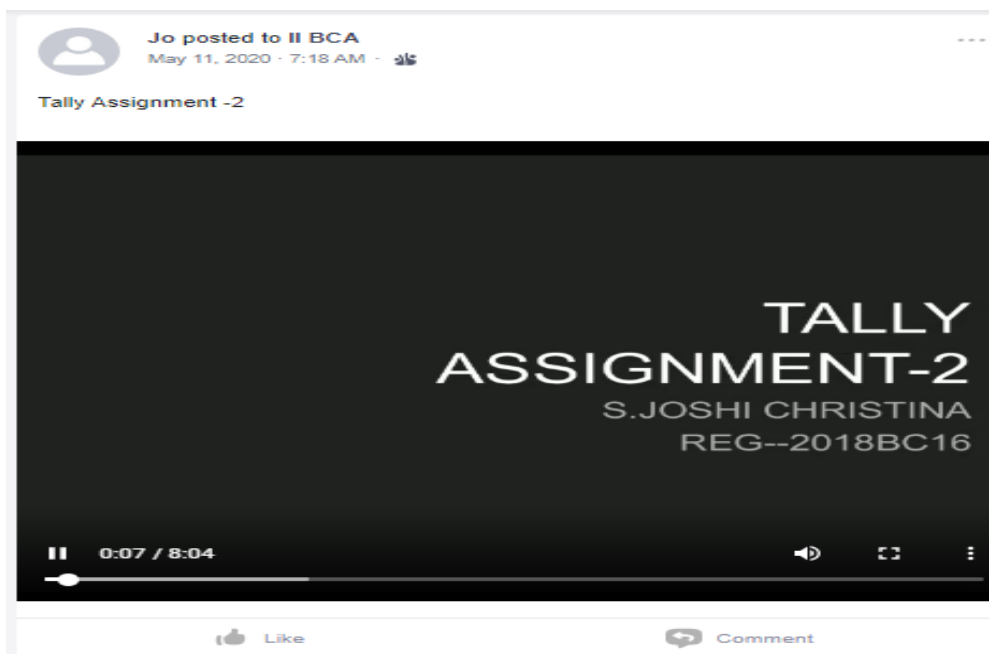 Jo posted to II BCA
May 11, 2020 · 7:18 AM ·
Tally Assignment -2
TALLY
ASSIGNMENT-2
S.JOSHI CHRISTINA
REG--2018BC16
0:07 / 8:04
Like
Comment